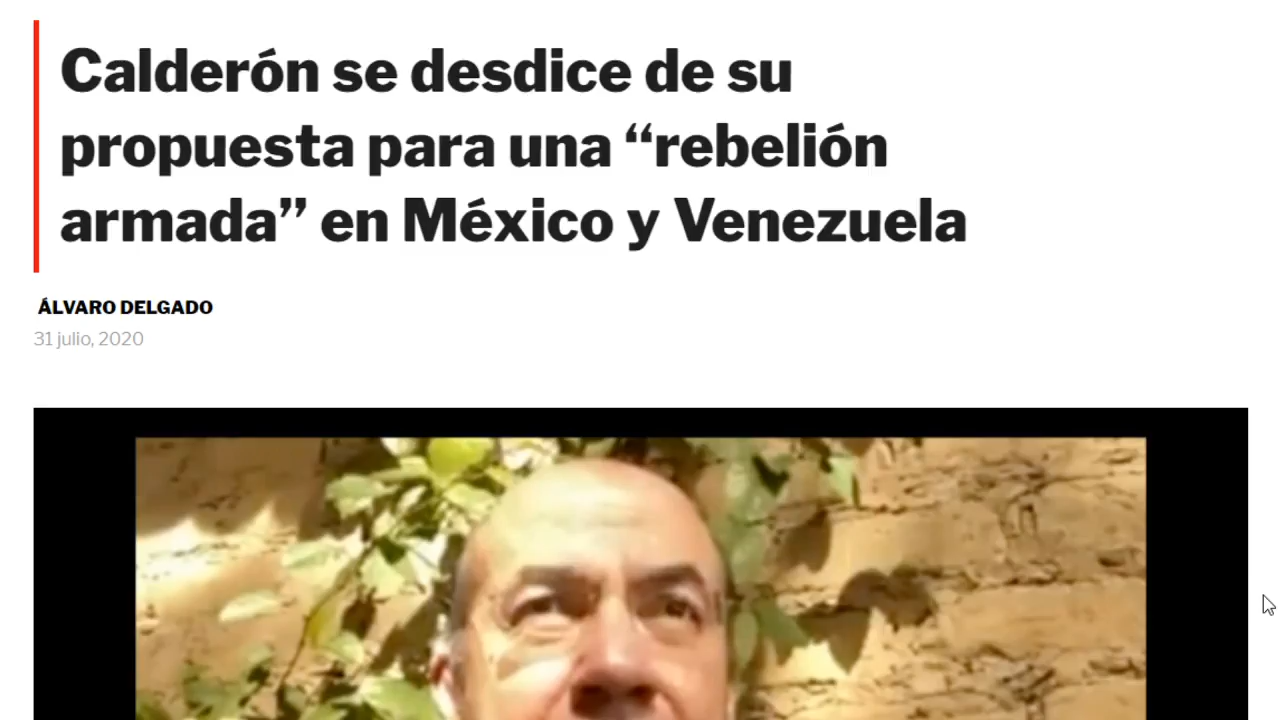 Calderón se desdice de su
propuesta para una “rebelión
armada” en México y Venezuela
ÁLVARO DELGADO
31 julio, 2020